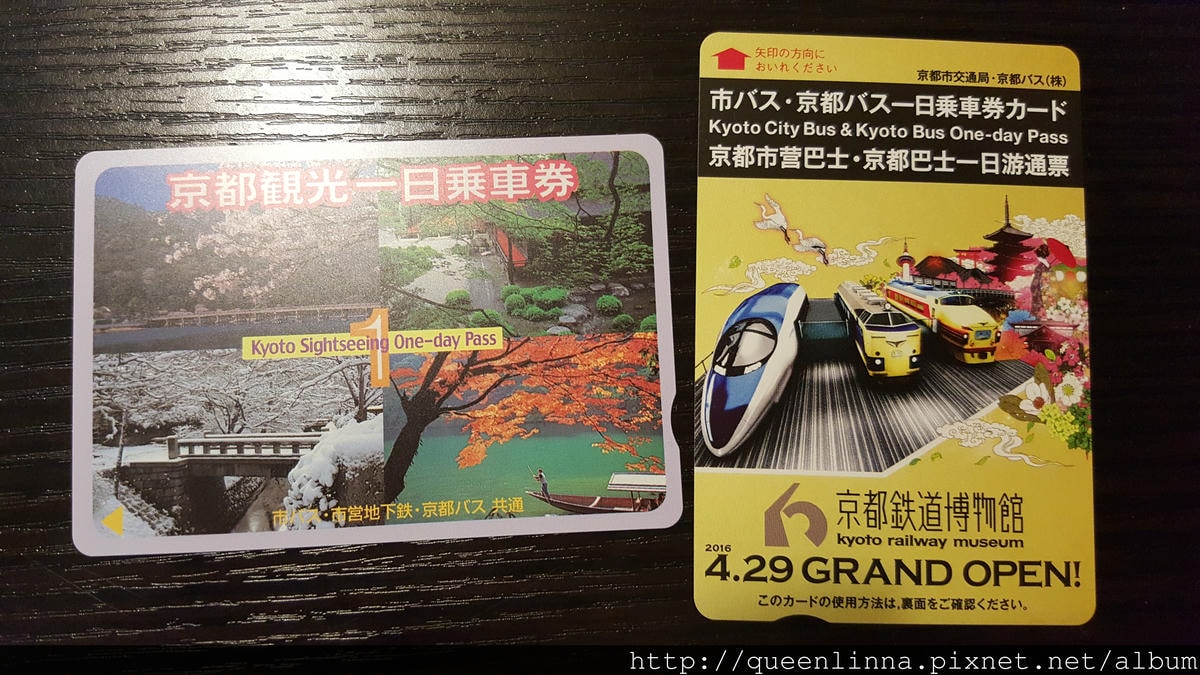 京都観光一日乗車券
1
Kyoto Sightseeing One-day Pass
市バス・市営地下鉄・京都バス 共通
矢印の方向に
おいれください
京都市交通局・京都バス(株)
市バス・京都バス一日乗車券カード
Kyoto City Bus & Kyoto Bus One-day Pass
京都市营巴士・京都巴士一日游通票
京都鉄道博物館
kyoto railway museum
2016
4.29 GRAND OPEN!
このカードの使用方法は,裏面をご確認ください。
http://queenlinna.pixnet.net/album